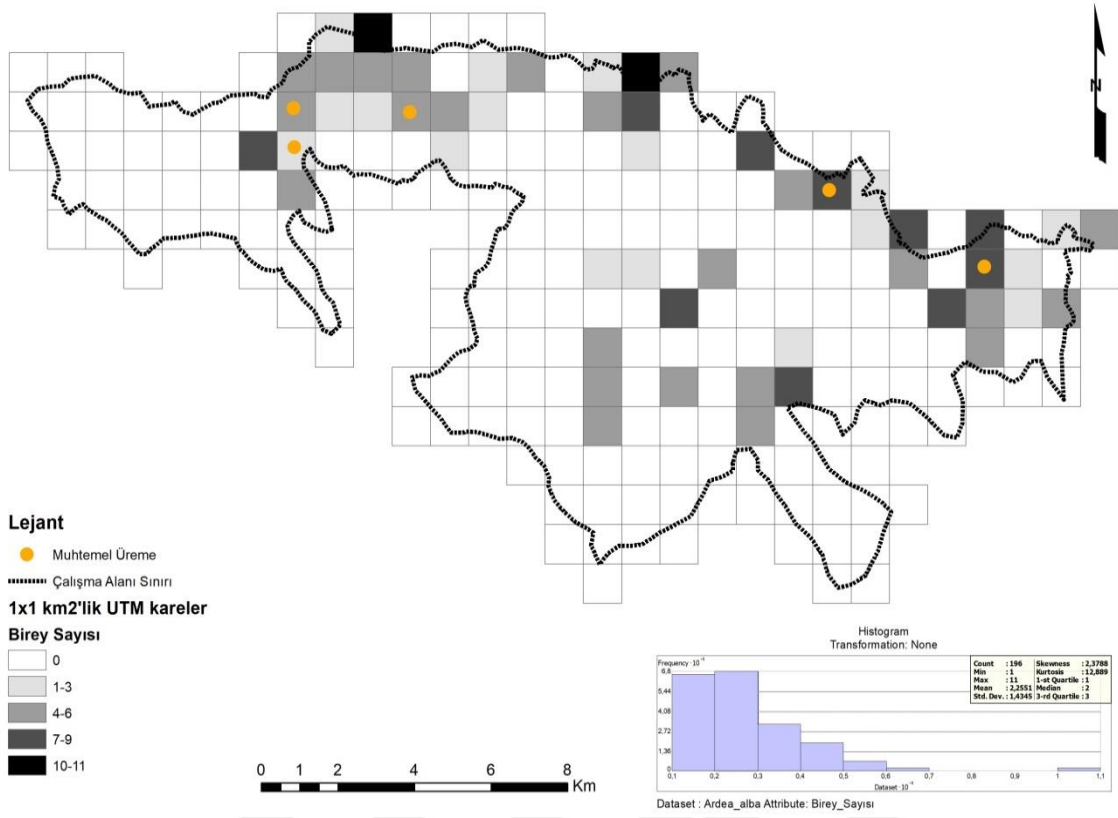 N
Lejant
Muhtemel Üreme
Çalışma Alanı Sınırı
1x1 km2'lik UTM kareler
Birey Sayısı
0
1-3
4-6
7-9
10-11
0 1 2 4 6 8
Km
Histogram
Transformation: None
Frequency · 10⁻¹
Count : 196 Skewness : 2,3788
Min : 1 Kurtosis : 12,889
Max : 11 1-st Quartile : 1
Mean : 2,2551 Median : 2
Std. Dev. : 1,4345 3-rd Quartile : 3
6,8
5,44
4,08
2,72
1,36
0
0,1 0,2 0,3 0,4 0,5 0,6 0,7 0,8 0,9 1 1,1
Dataset · 10⁻¹
Dataset : Ardea_alba Attribute: Birey_Sayısı